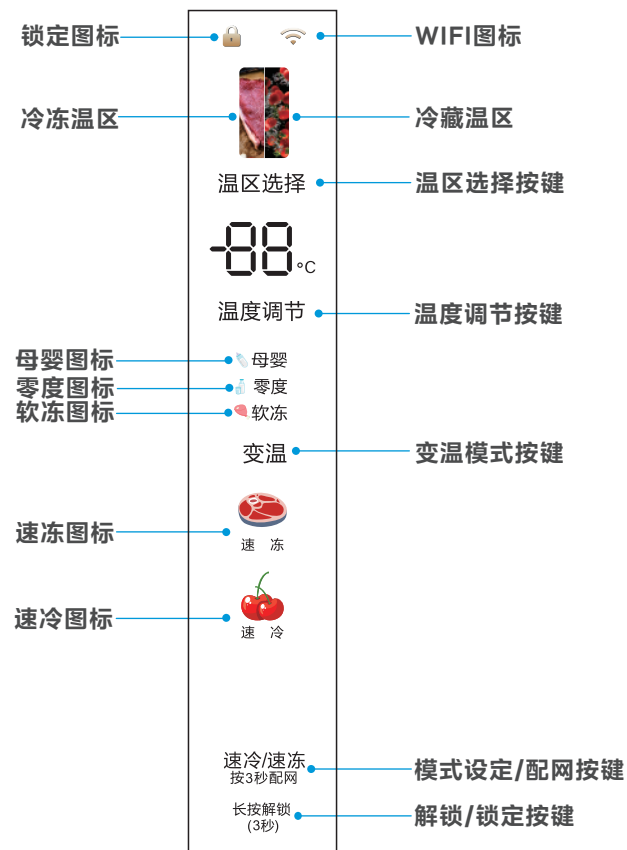 锁定图标
WIFI图标
冷冻温区
冷藏温区
温区选择
温区选择按键
-88°C
温度调节
温度调节按键
母婴图标
母婴
零度图标
零度
软冻图标
软冻
变温
变温模式按键
速冻图标
速 冻
速冷图标
速 冷
速冷/速冻
按3秒配网
模式设定/配网按键
长按解锁
(3秒)
解锁/锁定按键